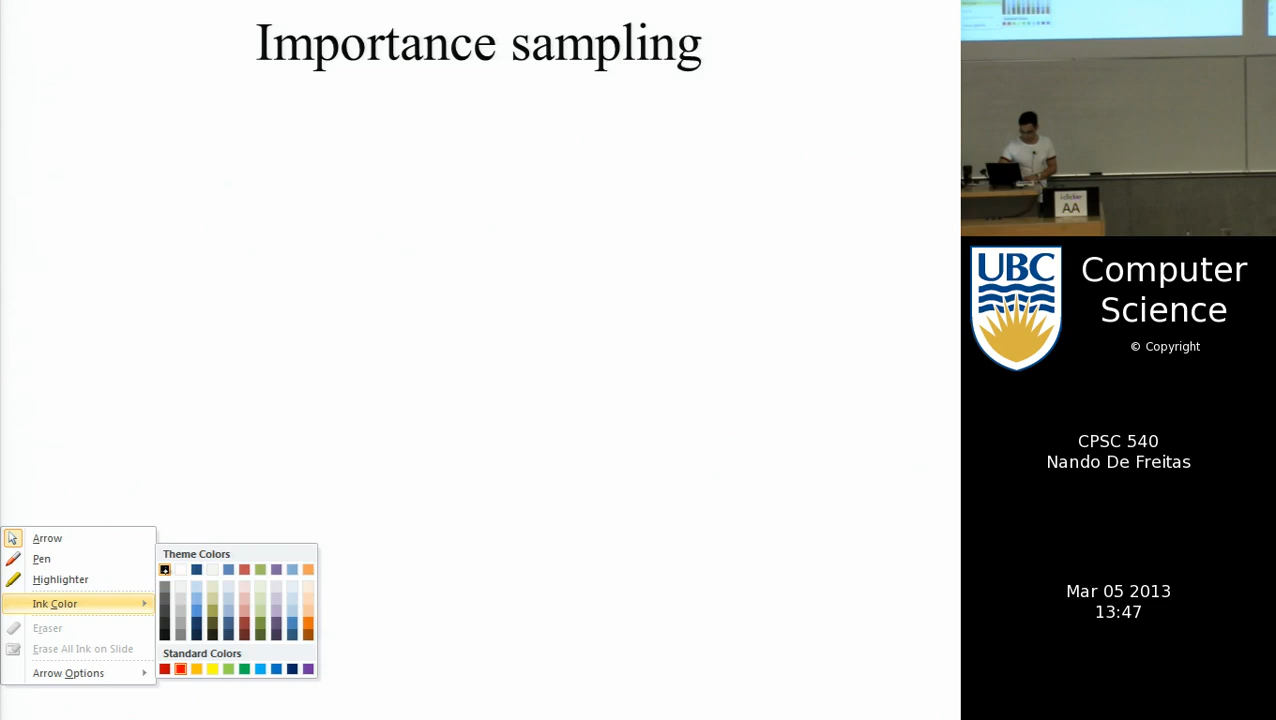 Importance sampling
Arrow
Pen
Highlighter
Ink Color
Eraser
Erase All Ink on Slide
Arrow Options
Theme Colors
Standard Colors
AA
UBC
Computer
Science
© Copyright
CPSC 540
Nando De Freitas
Mar 05 2013
13:47